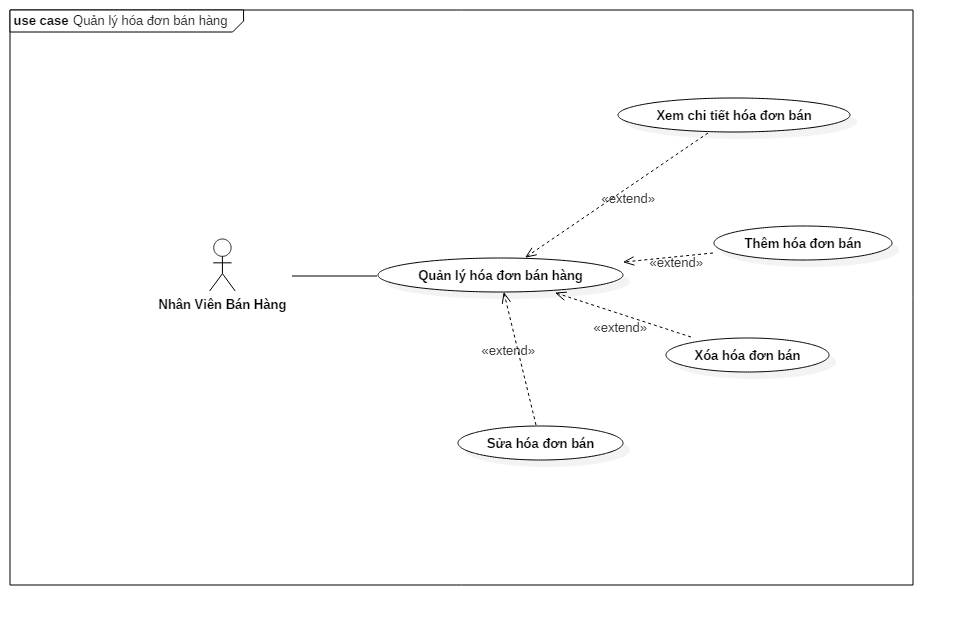 use case Quản lý hóa đơn bán hàng
Xem chi tiết hóa đơn bán
«extend»
Thêm hóa đơn bán
«extend»
Quản lý hóa đơn bán hàng
Nhân Viên Bán Hàng
«extend»
«extend»
Xóa hóa đơn bán
Sửa hóa đơn bán